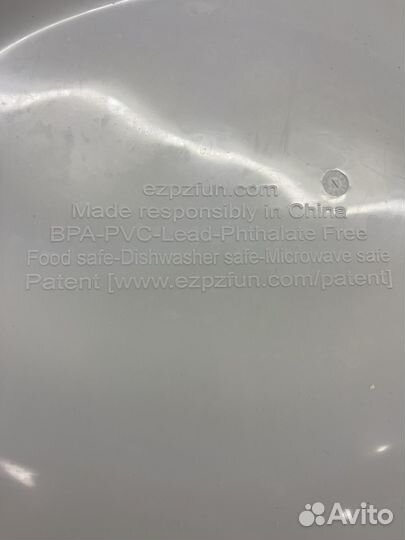 ezpzfun.com
Made responsibly in China
BPA-PVC-Lead-Phthalate Free
Food safe-Dishwasher safe-Microwave safe
Patent [www.ezpzfun.com/patent]
Avito